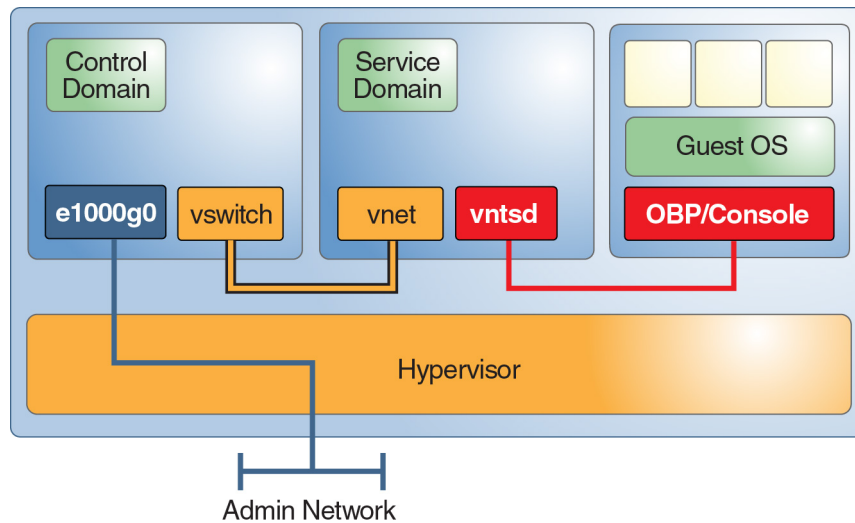 Control
Domain
Service
Domain
Guest OS
e1000g0
vswitch
vnet
vntsd
OBP/Console
Hypervisor
Admin Network